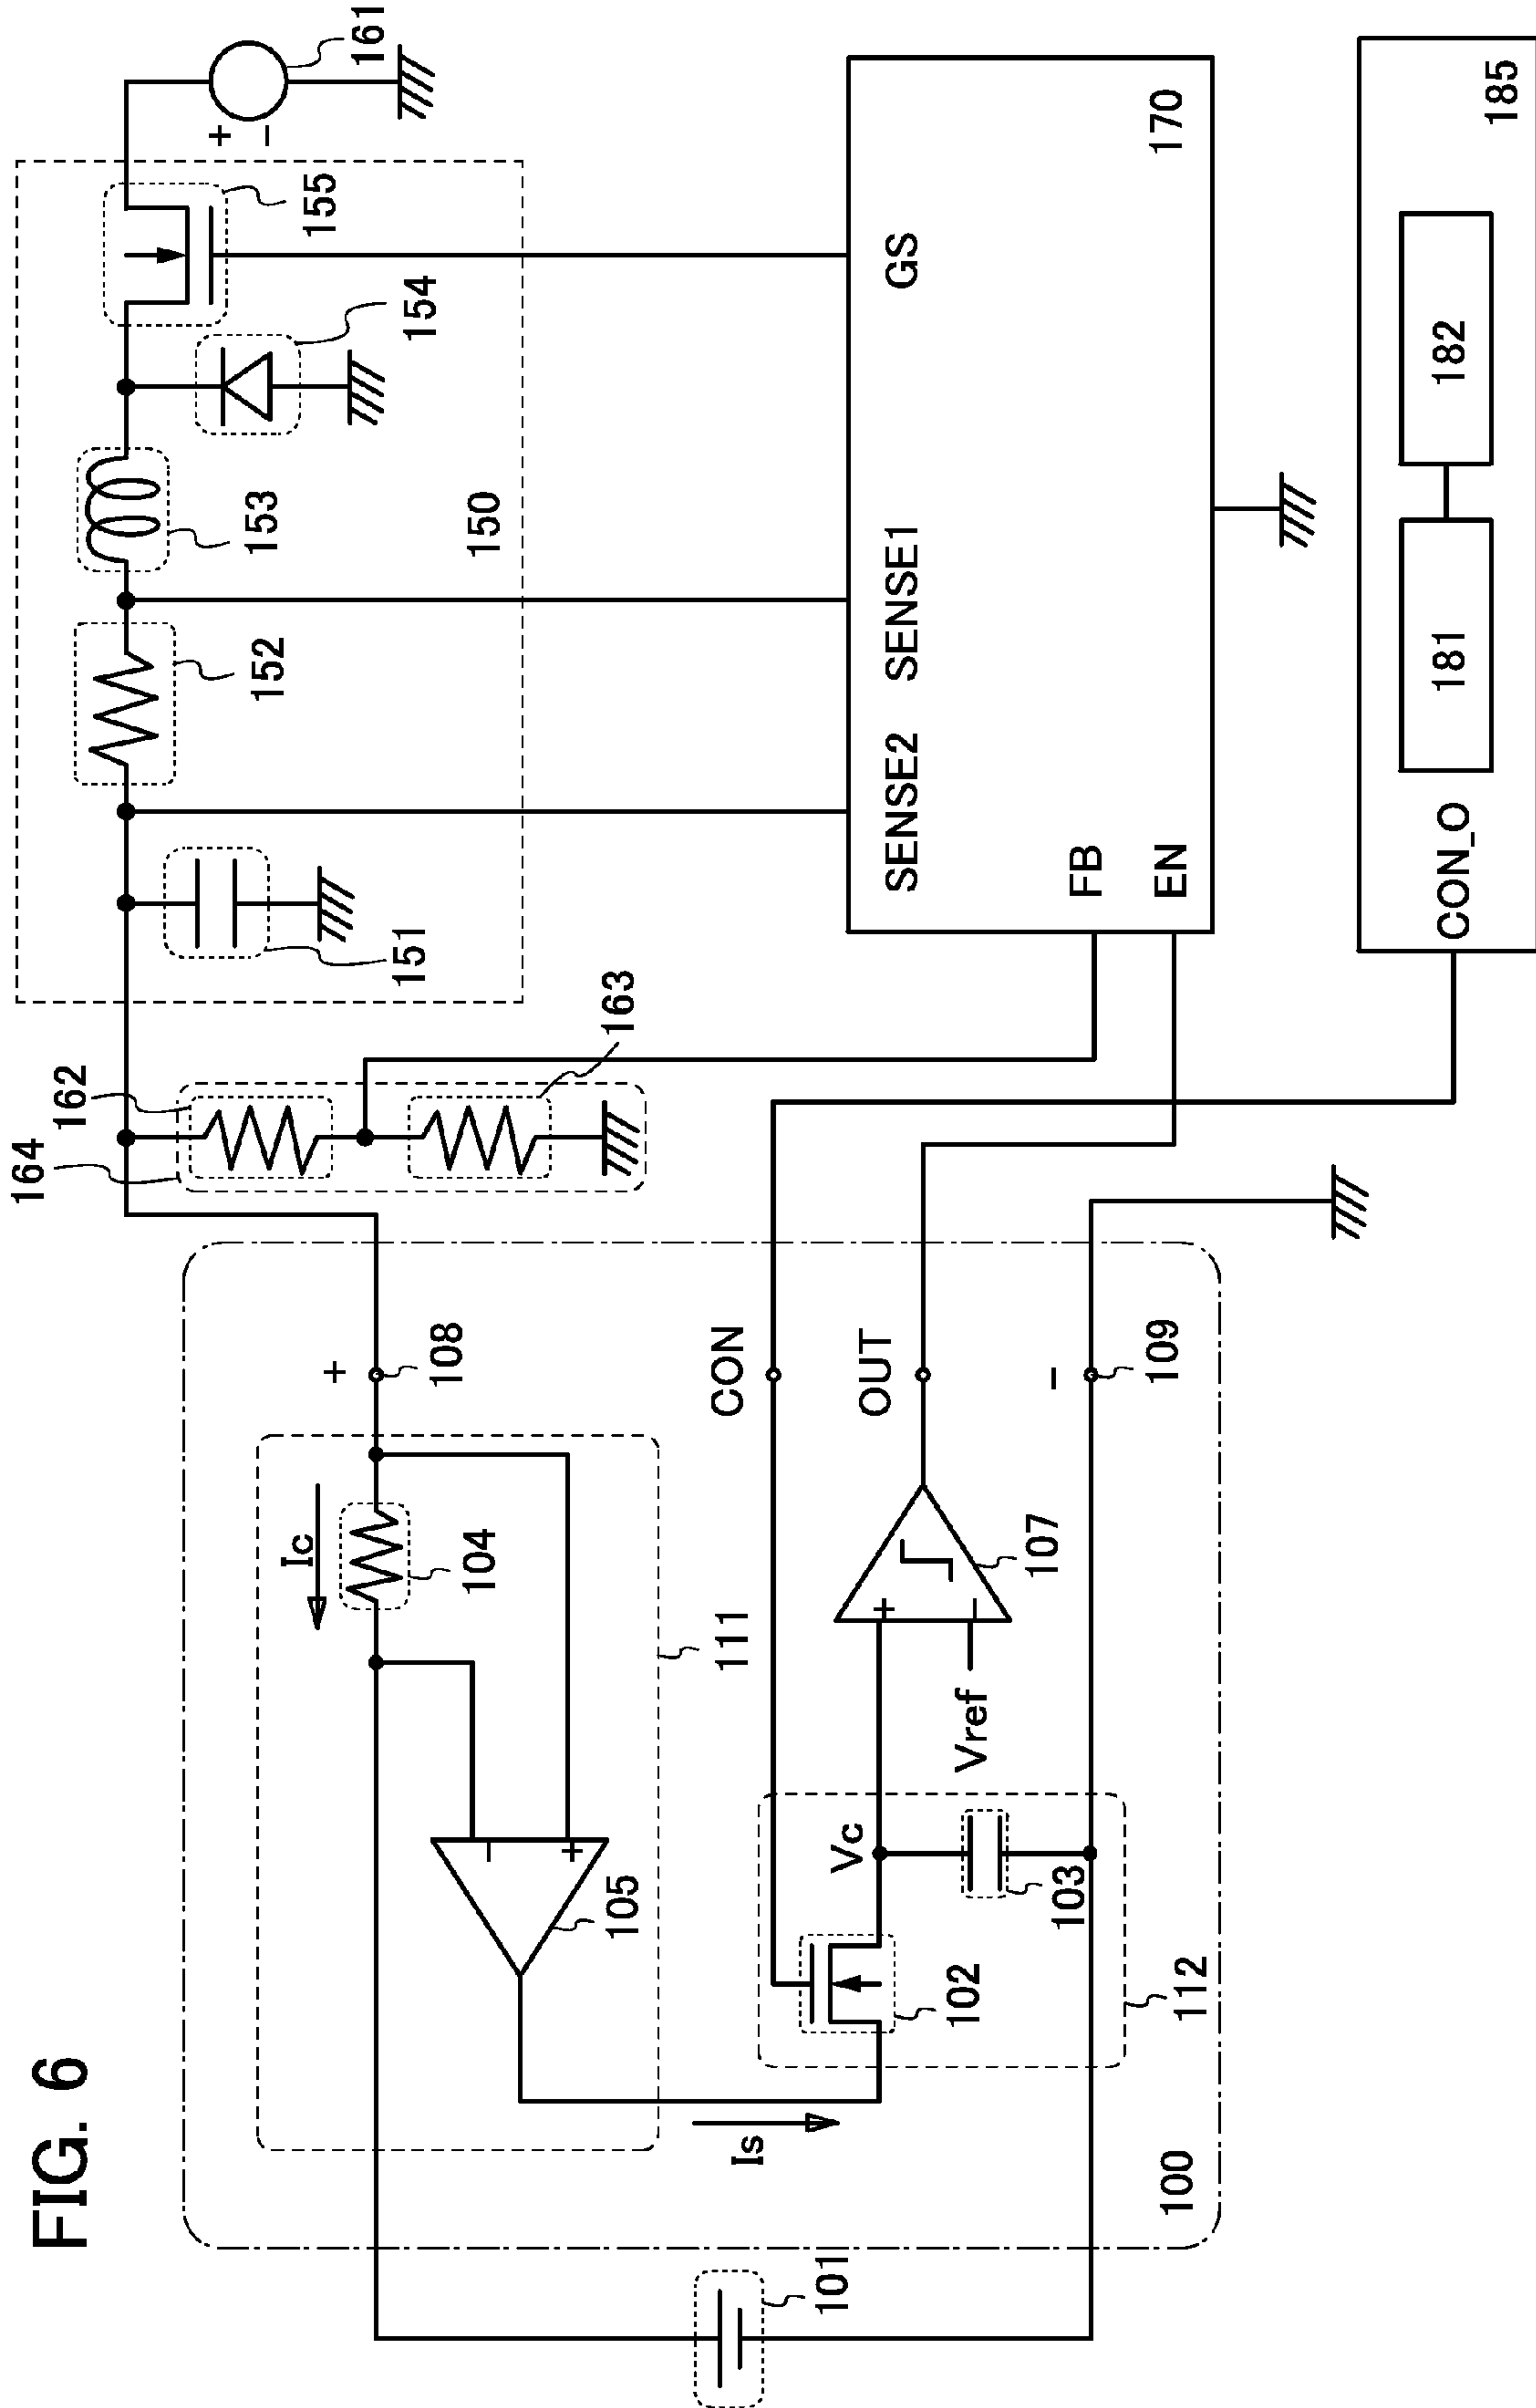 FIG. 6
164
162
163
151
152
153
154
155
150
161
+
−
111
Ic
104
+
108
105
−
+
Is
CON
OUT
−
109
107
+
−
Vref
Vc
102
103
112
100
101
SENSE2
SENSE1
GS
FB
EN
170
CON_O
181
182
185